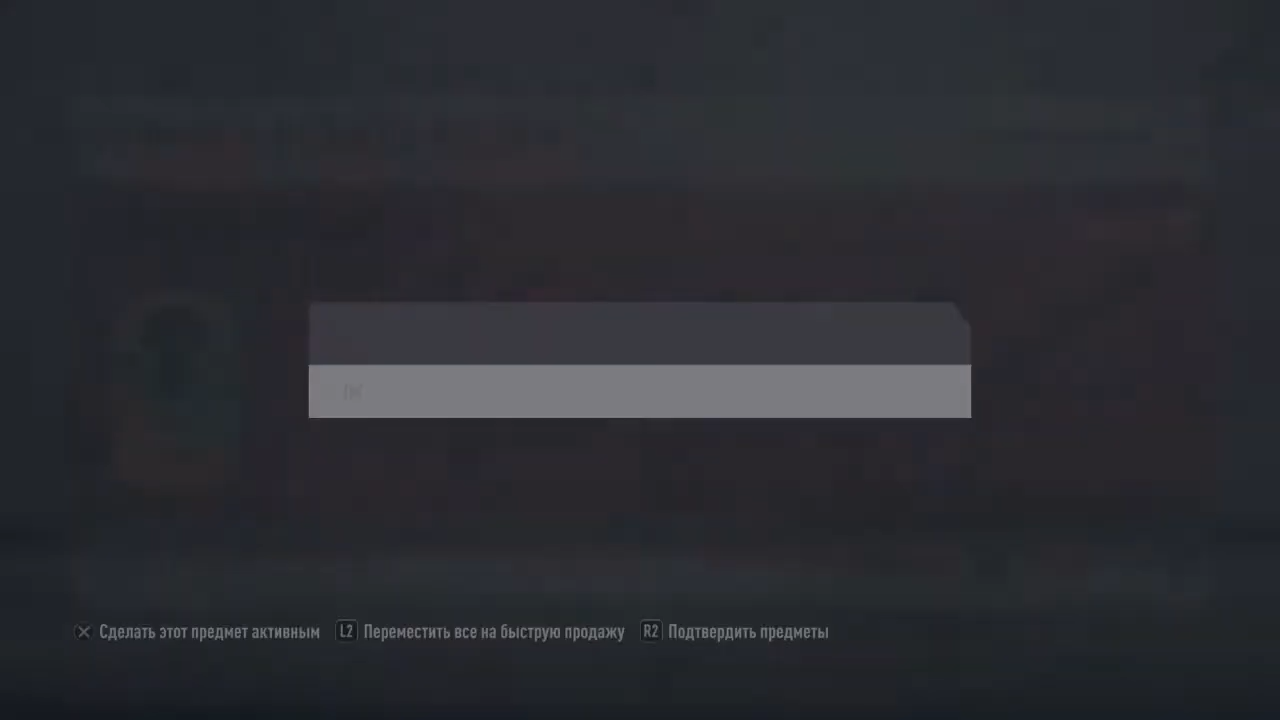 Сделать этот предмет активным L2 Переместить все на быструю продажу R2 Подтвердить предметы